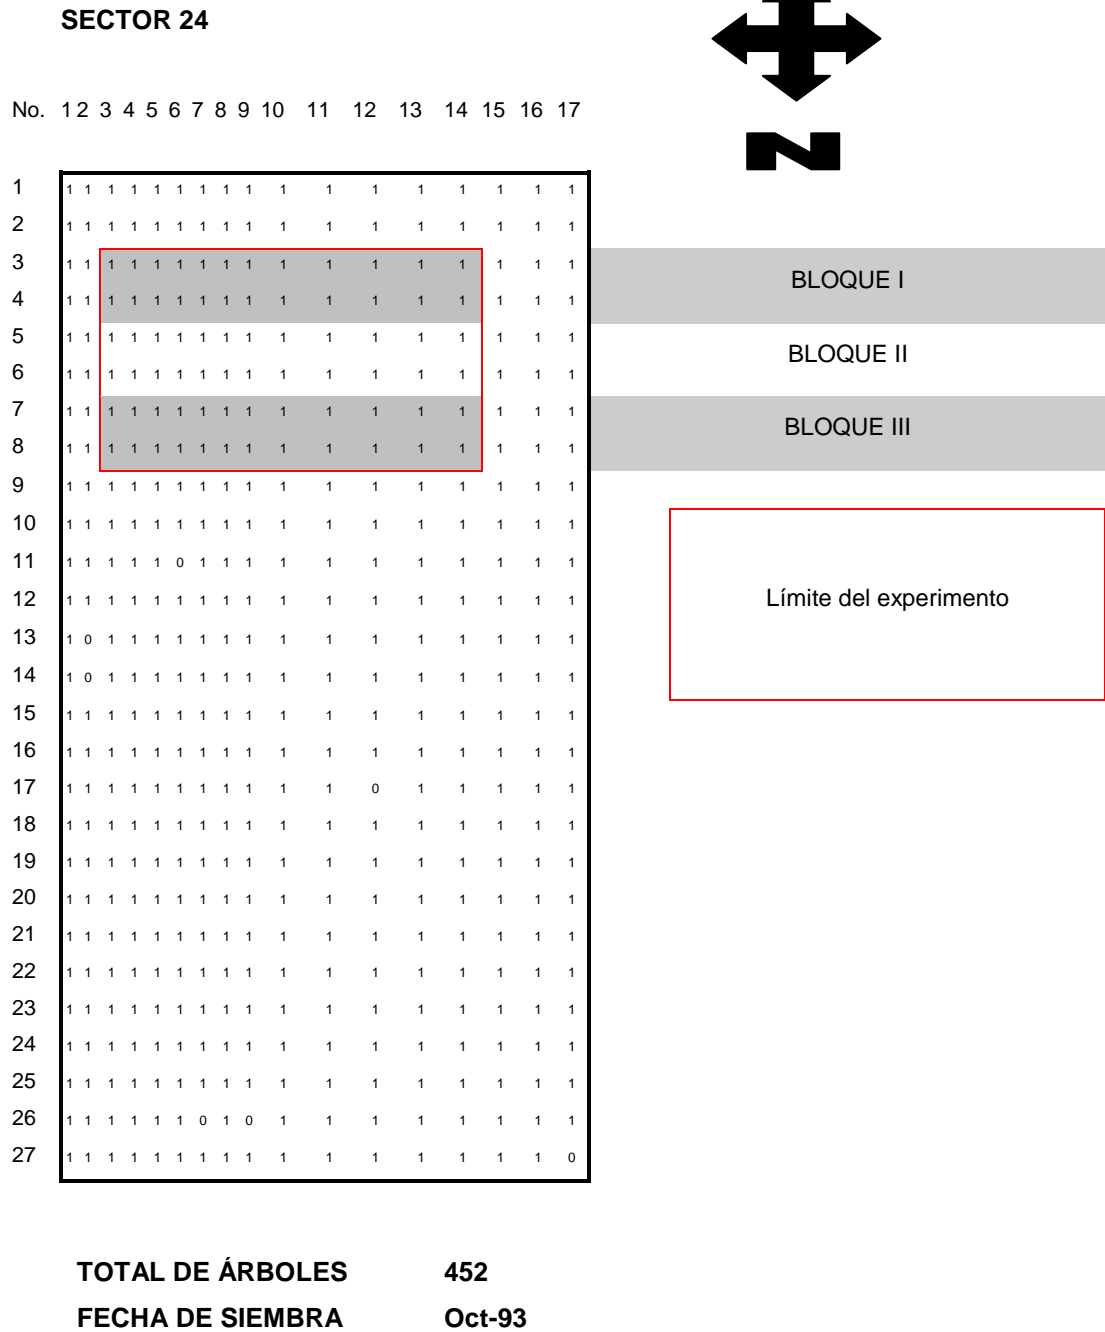 SECTOR 24
N
No. 1 2 3 4 5 6 7 8 9 10 11 12 13 14 15 16 17
1 1 1 1 1 1 1 1 1 1 1 1 1 1 1 1 1 1 1
2 1 1 1 1 1 1 1 1 1 1 1 1 1 1 1 1 1
3 1 1 1 1 1 1 1 1 1 1 1 1 1 1 1 1 1
BLOQUE I
4 1 1 1 1 1 1 1 1 1 1 1 1 1 1 1 1 1
5 1 1 1 1 1 1 1 1 1 1 1 1 1 1 1 1 1
BLOQUE II
6 1 1 1 1 1 1 1 1 1 1 1 1 1 1 1 1 1
7 1 1 1 1 1 1 1 1 1 1 1 1 1 1 1 1 1
BLOQUE III
8 1 1 1 1 1 1 1 1 1 1 1 1 1 1 1 1 1
9 1 1 1 1 1 1 1 1 1 1 1 1 1 1 1 1 1
10 1 1 1 1 1 1 1 1 1 1 1 1 1 1 1 1 1
11 1 1 1 1 1 0 1 1 1 1 1 1 1 1 1 1 1
12 1 1 1 1 1 1 1 1 1 1 1 1 1 1 1 1 1
Límite del experimento
13 1 0 1 1 1 1 1 1 1 1 1 1 1 1 1 1 1
14 1 0 1 1 1 1 1 1 1 1 1 1 1 1 1 1 1
15 1 1 1 1 1 1 1 1 1 1 1 1 1 1 1 1 1
16 1 1 1 1 1 1 1 1 1 1 1 1 1 1 1 1 1
17 1 1 1 1 1 1 1 1 1 1 1 0 1 1 1 1 1
18 1 1 1 1 1 1 1 1 1 1 1 1 1 1 1 1 1
19 1 1 1 1 1 1 1 1 1 1 1 1 1 1 1 1 1
20 1 1 1 1 1 1 1 1 1 1 1 1 1 1 1 1 1
21 1 1 1 1 1 1 1 1 1 1 1 1 1 1 1 1 1
22 1 1 1 1 1 1 1 1 1 1 1 1 1 1 1 1 1
23 1 1 1 1 1 1 1 1 1 1 1 1 1 1 1 1 1
24 1 1 1 1 1 1 1 1 1 1 1 1 1 1 1 1 1
25 1 1 1 1 1 1 1 1 1 1 1 1 1 1 1 1 1
26 1 1 1 1 1 1 0 1 0 1 1 1 1 1 1 1 1
27 1 1 1 1 1 1 1 1 1 1 1 1 1 1 1 1 0
TOTAL DE ÁRBOLES 452
FECHA DE SIEMBRA Oct-93